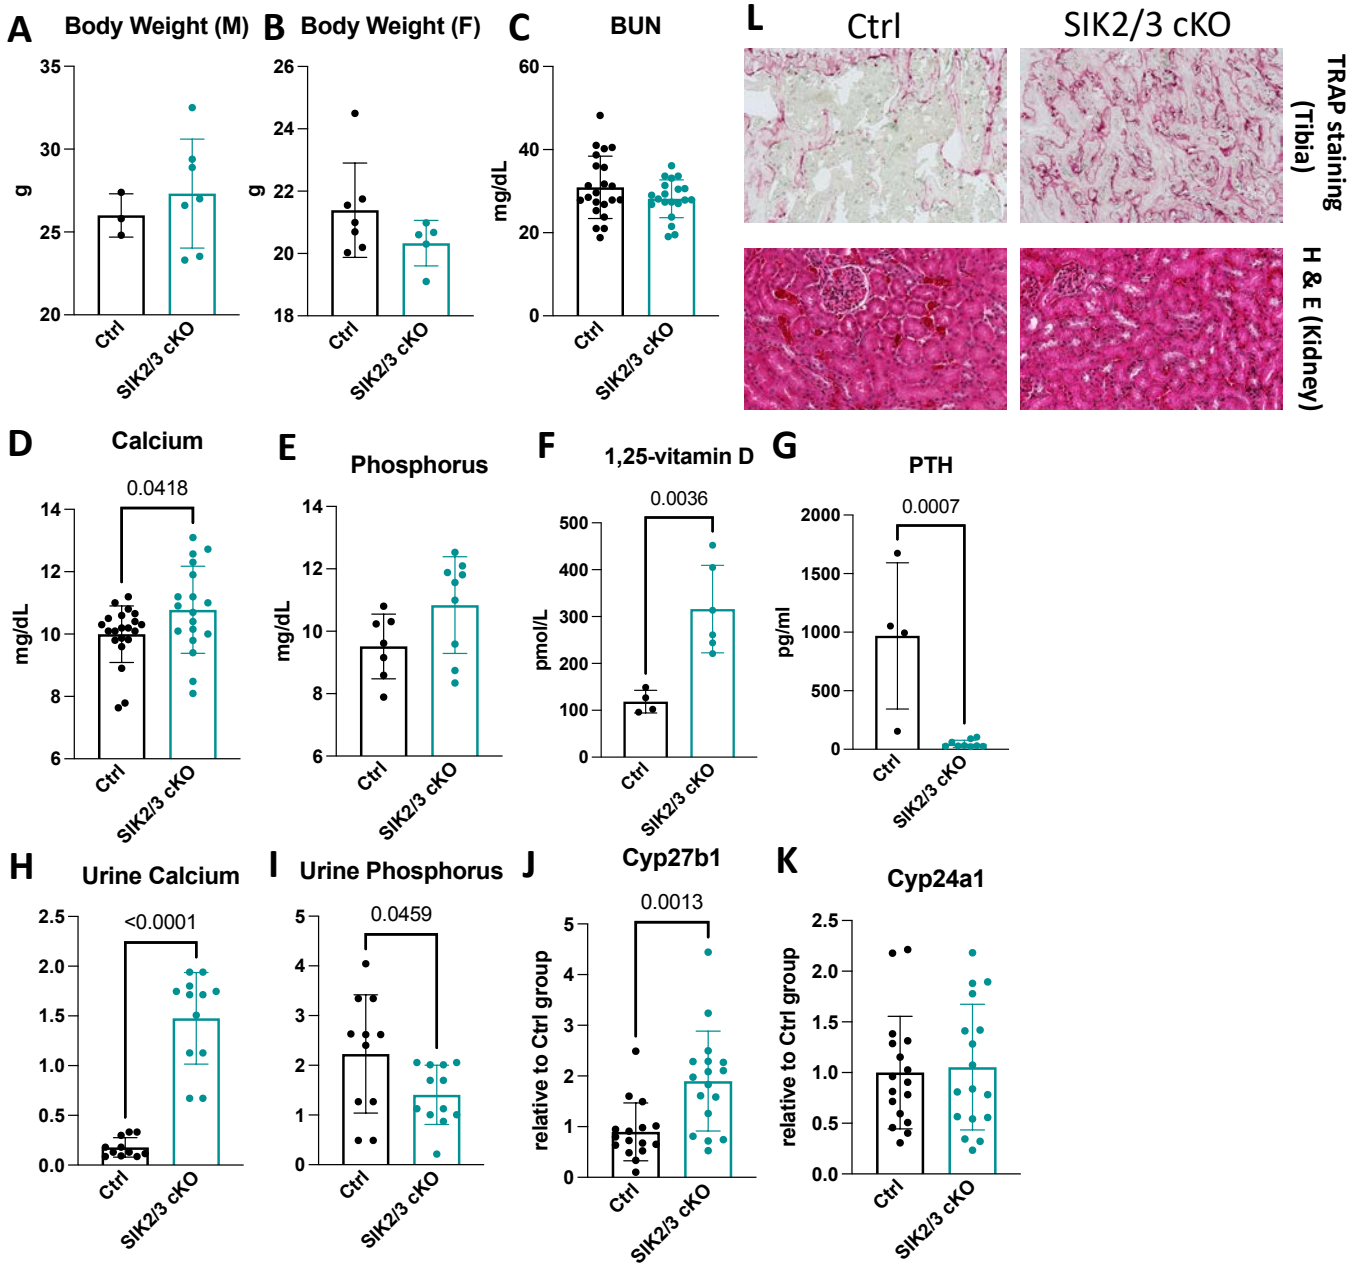 A Body Weight (M)
35
30
25
20
g
Ctrl
SIK2/3 cKO
B Body Weight (F)
26
24
22
20
18
g
Ctrl
SIK2/3 cKO
C BUN
60
40
20
0
mg/dL
Ctrl
SIK2/3 cKO
L Ctrl SIK2/3 cKO
TRAP staining
(Tibia)
H & E (Kidney)
D Calcium
0.0418
14
12
10
8
6
mg/dL
Ctrl
SIK2/3 cKO
E Phosphorus
14
12
10
8
6
mg/dL
Ctrl
SIK2/3 cKO
F 1,25-vitamin D
0.0036
500
400
300
200
100
0
pmol/L
Ctrl
SIK2/3 cKO
G PTH
0.0007
2000
1500
1000
500
0
pg/ml
Ctrl
SIK2/3 cKO
H Urine Calcium
<0.0001
2.5
2.0
1.5
1.0
0.5
0.0
Ctrl
SIK2/3 cKO
I Urine Phosphorus
0.0459
5
4
3
2
1
0
Ctrl
SIK2/3 cKO
J Cyp27b1
0.0013
5
4
3
2
1
0
relative to Ctrl group
Ctrl
SIK2/3 cKO
K Cyp24a1
2.5
2.0
1.5
1.0
0.5
0.0
relative to Ctrl group
Ctrl
SIK2/3 cKO